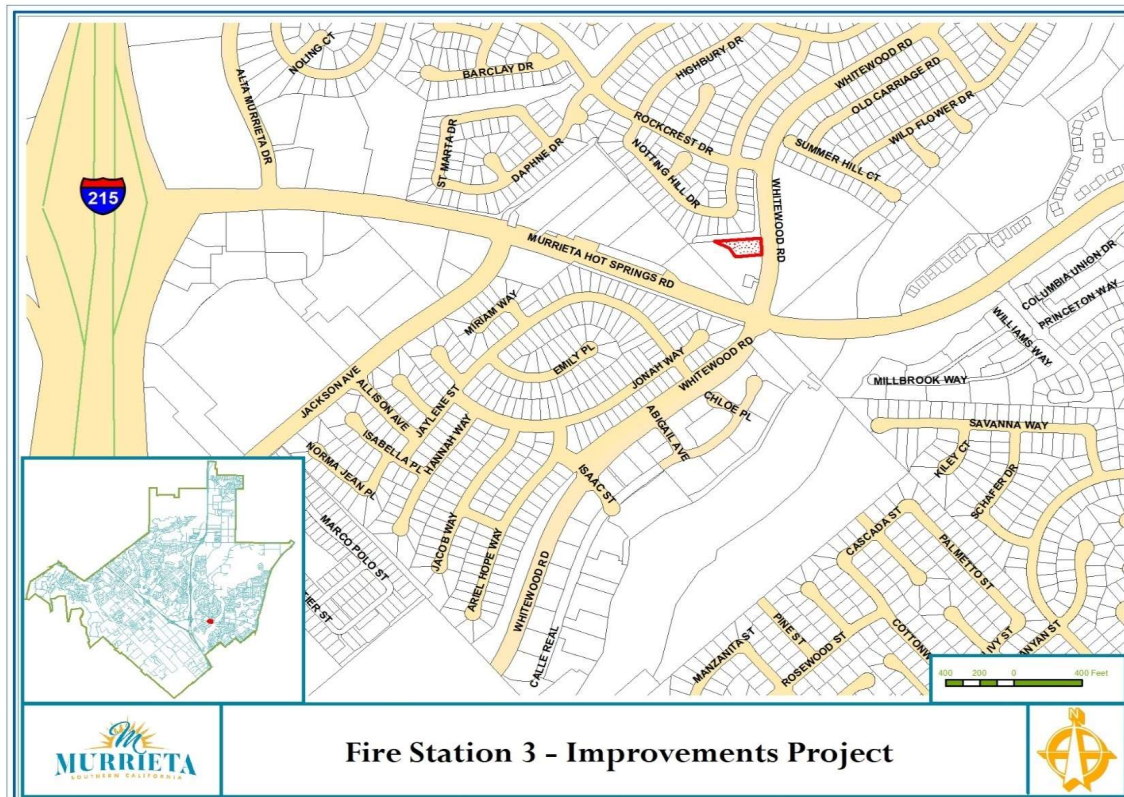 NOLING CT
BARCLAY DR
HIGHBURY DR
WHITEWOOD RD
OLD CARRIAGE RD
WILD FLOWER DR
ALTA MURRIETA DR
ST MARTA DR
DAPHNE DR
ROCKCREST DR
NOTTING HILL DR
SUMMER HILL CT
WHITEWOOD RD
215
MURRIETA HOT SPRINGS RD
COLUMBIA UNION DR
PRINCETON WAY
WILLIAMS WAY
MIRIAM WAY
EMILY PL
JONAH WAY
WHITEWOOD RD
MILLBROOK WAY
JACKSON AVE
ALLISON AVE
JAYLENE ST
CHLOE PL
ABIGAIL AVE
SAVANNA WAY
ISABELLA PL
HANNAH WAY
NORMA JEAN PL
ISAAC ST
KILEY CT
SCHAFER DR
MARCO POLO ST
JACOB WAY
ARIEL HOPE WAY
CASCADA ST
PALMETTO ST
TIER ST
WHITEWOOD RD
CALLE REAL
PINE ST
MANZANITA ST
ROSEWOOD ST
COTTONW
IVY ST
ANYAN ST
400 200 0 400 Feet
M
MURRIETA
SOUTHERN CALIFORNIA
Fire Station 3 - Improvements Project
N